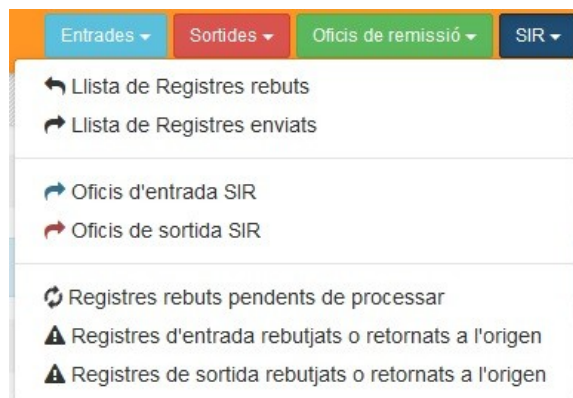 Entrades Sortides Oficis de remissió SIR
Llista de Registres rebuts
Llista de Registres enviats
Oficis d'entrada SIR
Oficis de sortida SIR
Registres rebuts pendents de processar
Registres d'entrada rebutjats o retornats a l'origen
Registres de sortida rebutjats o retornats a l'origen